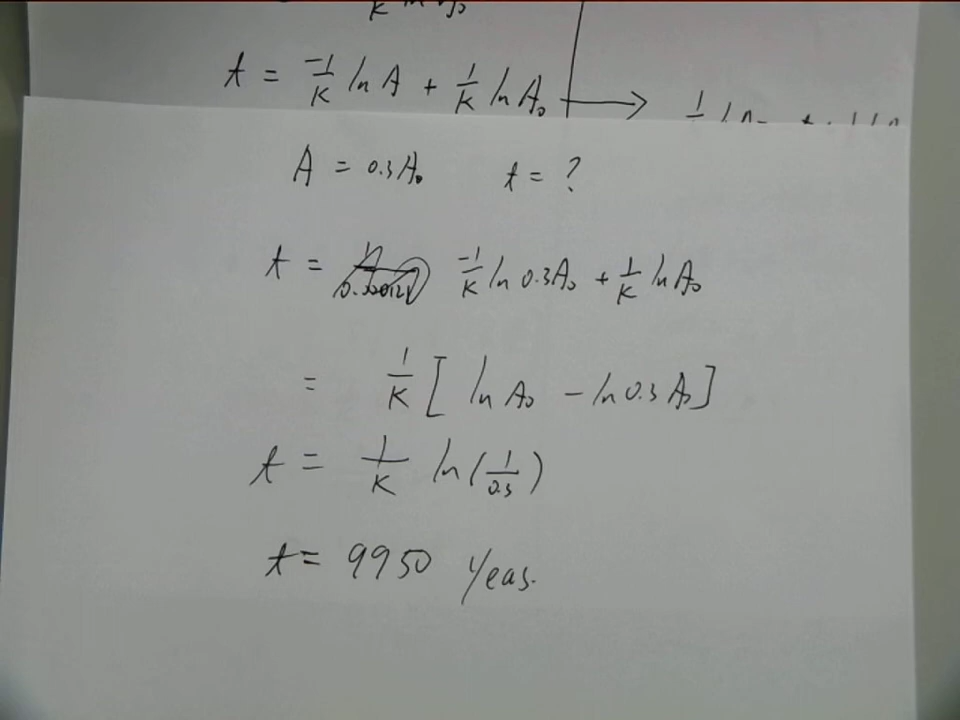 t = -1/K ln A + 1/K ln A₀ →
A = 0.3A₀ t = ?
t = -1/K ln 0.3A₀ + 1/K ln A₀
= 1/K [ ln A₀ - ln 0.3 A₀ ]
t = 1/K ln ( 1/0.3 )
t = 9950 yeas.